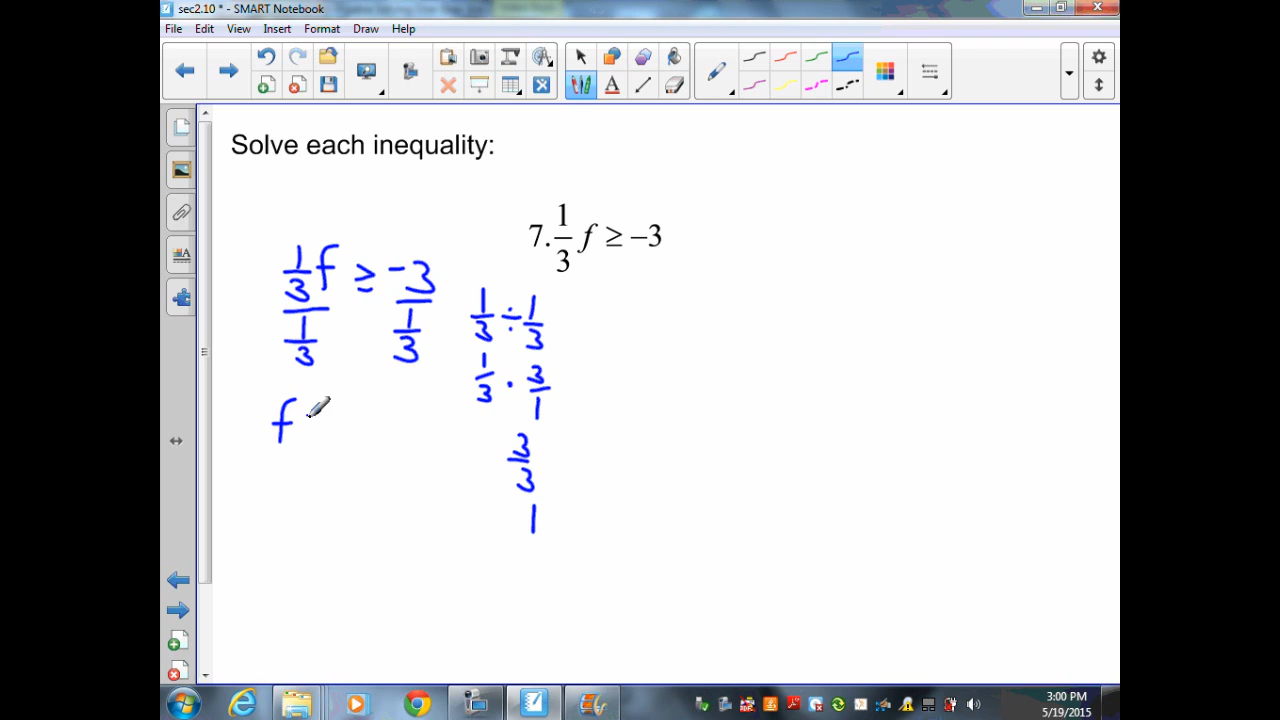 sec2.10 * - SMART Notebook
File Edit View Insert Format Draw Help
Solve each inequality:
7. 1/3 f ≥ −3
1/3 f ≥ -3
1/3 1/3
1/3 ÷ 1/3
1/3 · 3/1
f
3/3
1
3:00 PM
5/19/2015